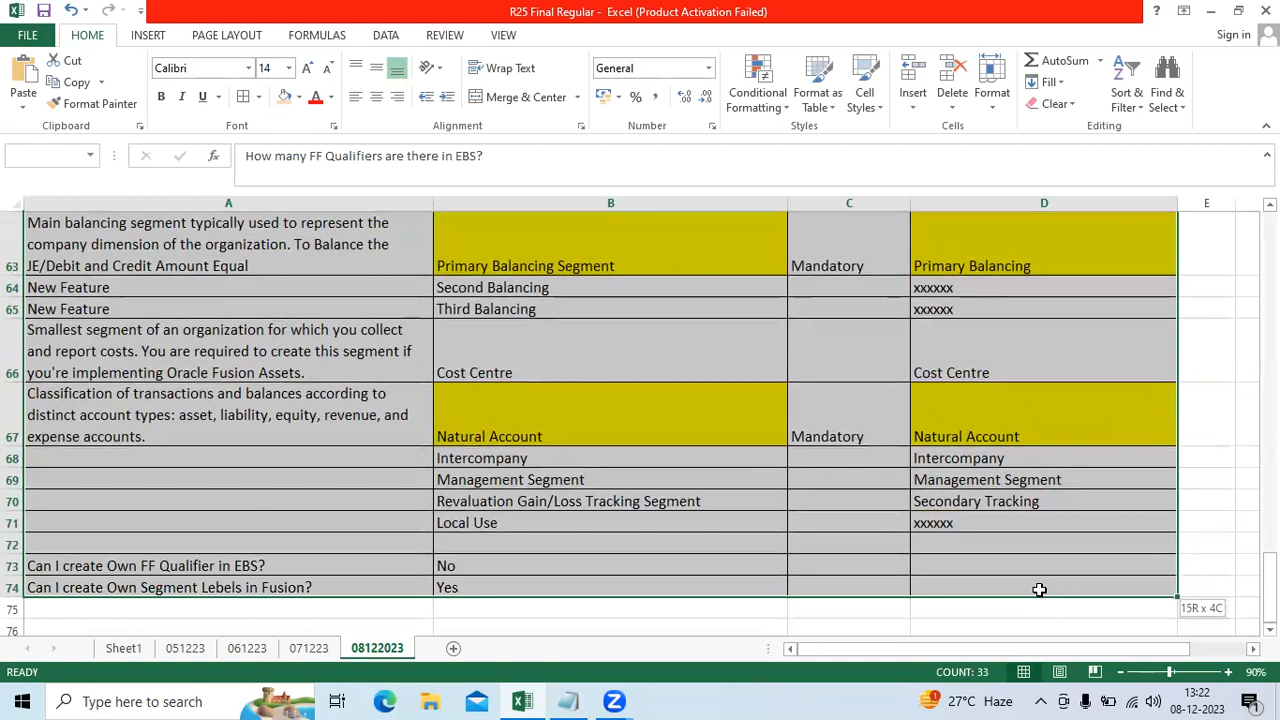 R25 Final Regular - Excel (Product Activation Failed)
FILE HOME INSERT PAGE LAYOUT FORMULAS DATA REVIEW VIEW Sign in
Cut
Copy
Format Painter
Paste
Clipboard
Calibri 14
B I U
Font
Wrap Text
Merge & Center
Alignment
General
Number
Conditional Formatting
Format as Table
Cell Styles
Styles
Insert Delete Format
Cells
AutoSum
Fill
Clear
Sort & Filter
Find & Select
Editing
How many FF Qualifiers are there in EBS?
A B C D E
Main balancing segment typically used to represent the
company dimension of the organization. To Balance the
63 JE/Debit and Credit Amount Equal Primary Balancing Segment Mandatory Primary Balancing
64 New Feature Second Balancing xxxxxx
65 New Feature Third Balancing xxxxxx
Smallest segment of an organization for which you collect
and report costs. You are required to create this segment if
66 you're implementing Oracle Fusion Assets. Cost Centre Cost Centre
Classification of transactions and balances according to
distinct account types: asset, liability, equity, revenue, and
67 expense accounts. Natural Account Mandatory Natural Account
68 Intercompany Intercompany
69 Management Segment Management Segment
70 Revaluation Gain/Loss Tracking Segment Secondary Tracking
71 Local Use xxxxxx
72
73 Can I create Own FF Qualifier in EBS? No
74 Can I create Own Segment Lebels in Fusion? Yes
75 15R x 4C
76
Sheet1 051223 061223 071223 08122023
READY COUNT: 33 90%
Type here to search 1 27°C Haze 13:22
08-12-2023 1